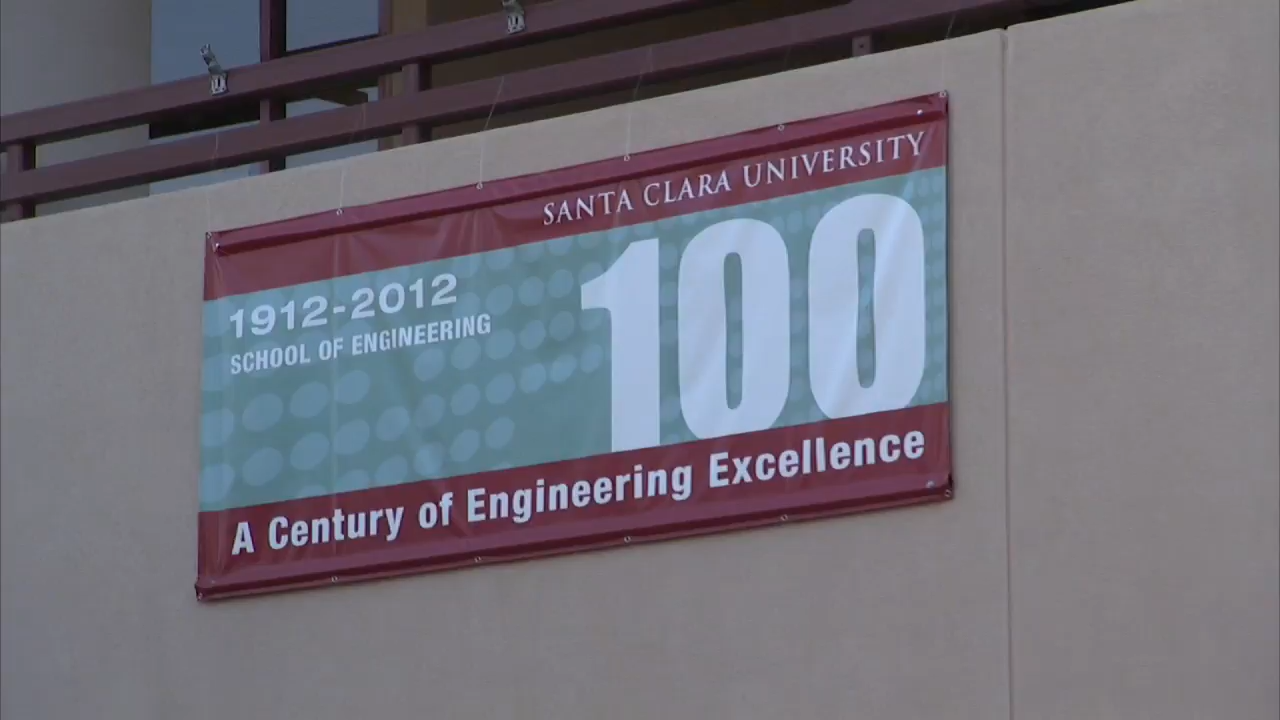 SANTA CLARA UNIVERSITY
1912-2012
SCHOOL OF ENGINEERING
100
A Century of Engineering Excellence